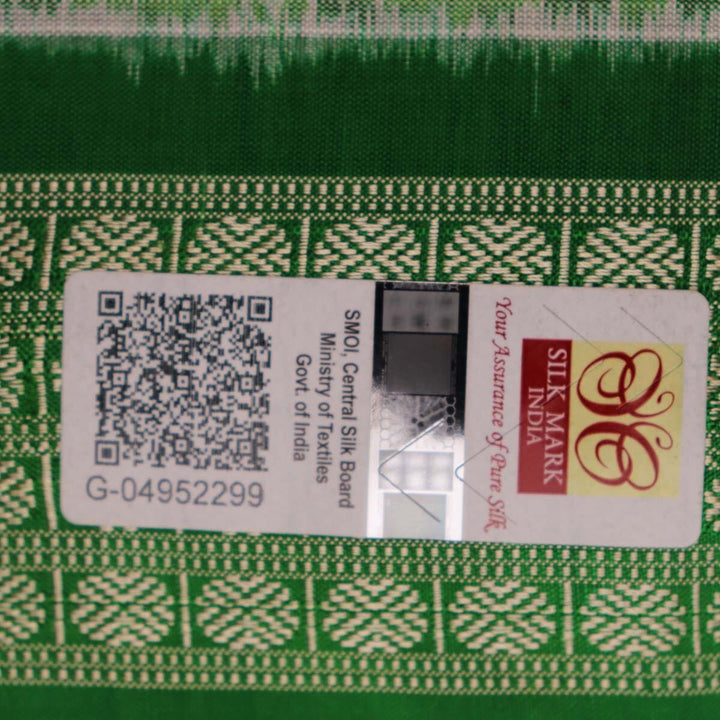 G-04952299
SMOI, Central Silk Board
Ministry of Textiles
Govt. of India
Your Assurance of Pure Silk
SILK MARK
INDIA